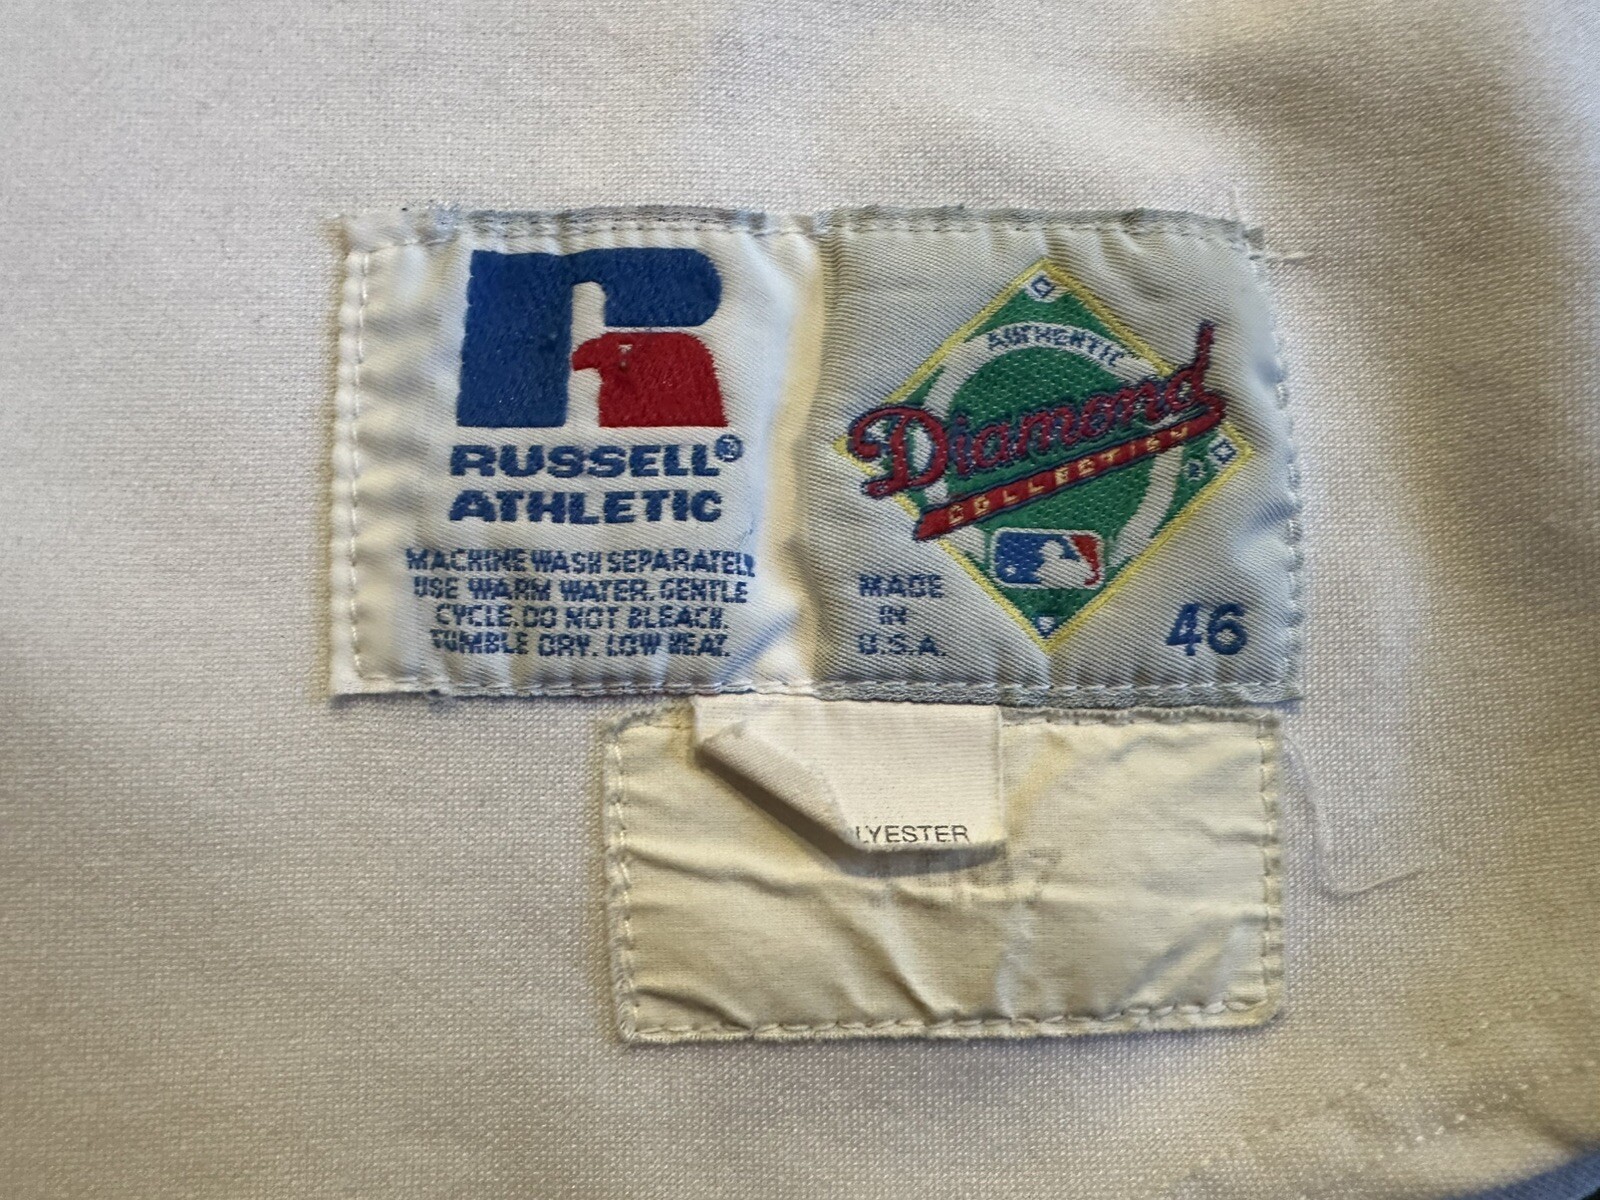 RUSSELL®
ATHLETIC
MACHINE WASH SEPARATELY
USE WARM WATER. GENTLE
CYCLE. DO NOT BLEACH.
TUMBLE DRY. LOW HEAT.
AUTHENTIC
Diamond
COLLECTION
MADE
IN
U.S.A.
46
LYESTER